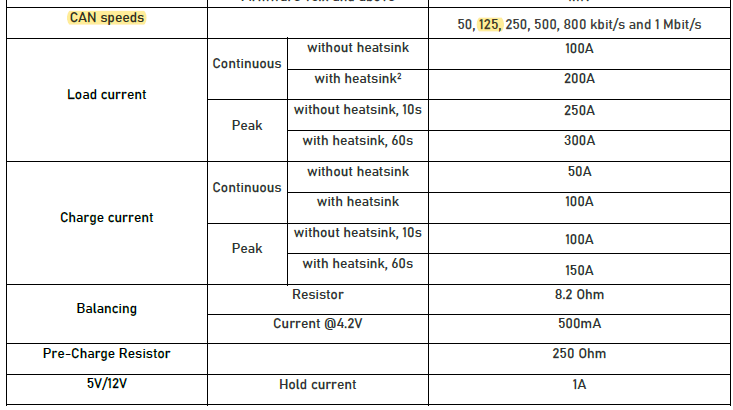 CAN speeds 50, 125, 250, 500, 800 kbit/s and 1 Mbit/s
Load current Continuous without heatsink 100A
with heatsink² 200A
Peak without heatsink, 10s 250A
with heatsink, 60s 300A
Charge current Continuous without heatsink 50A
with heatsink 100A
Peak without heatsink, 10s 100A
with heatsink, 60s 150A
Balancing Resistor 8.2 Ohm
Current @4.2V 500mA
Pre-Charge Resistor 250 Ohm
5V/12V Hold current 1A